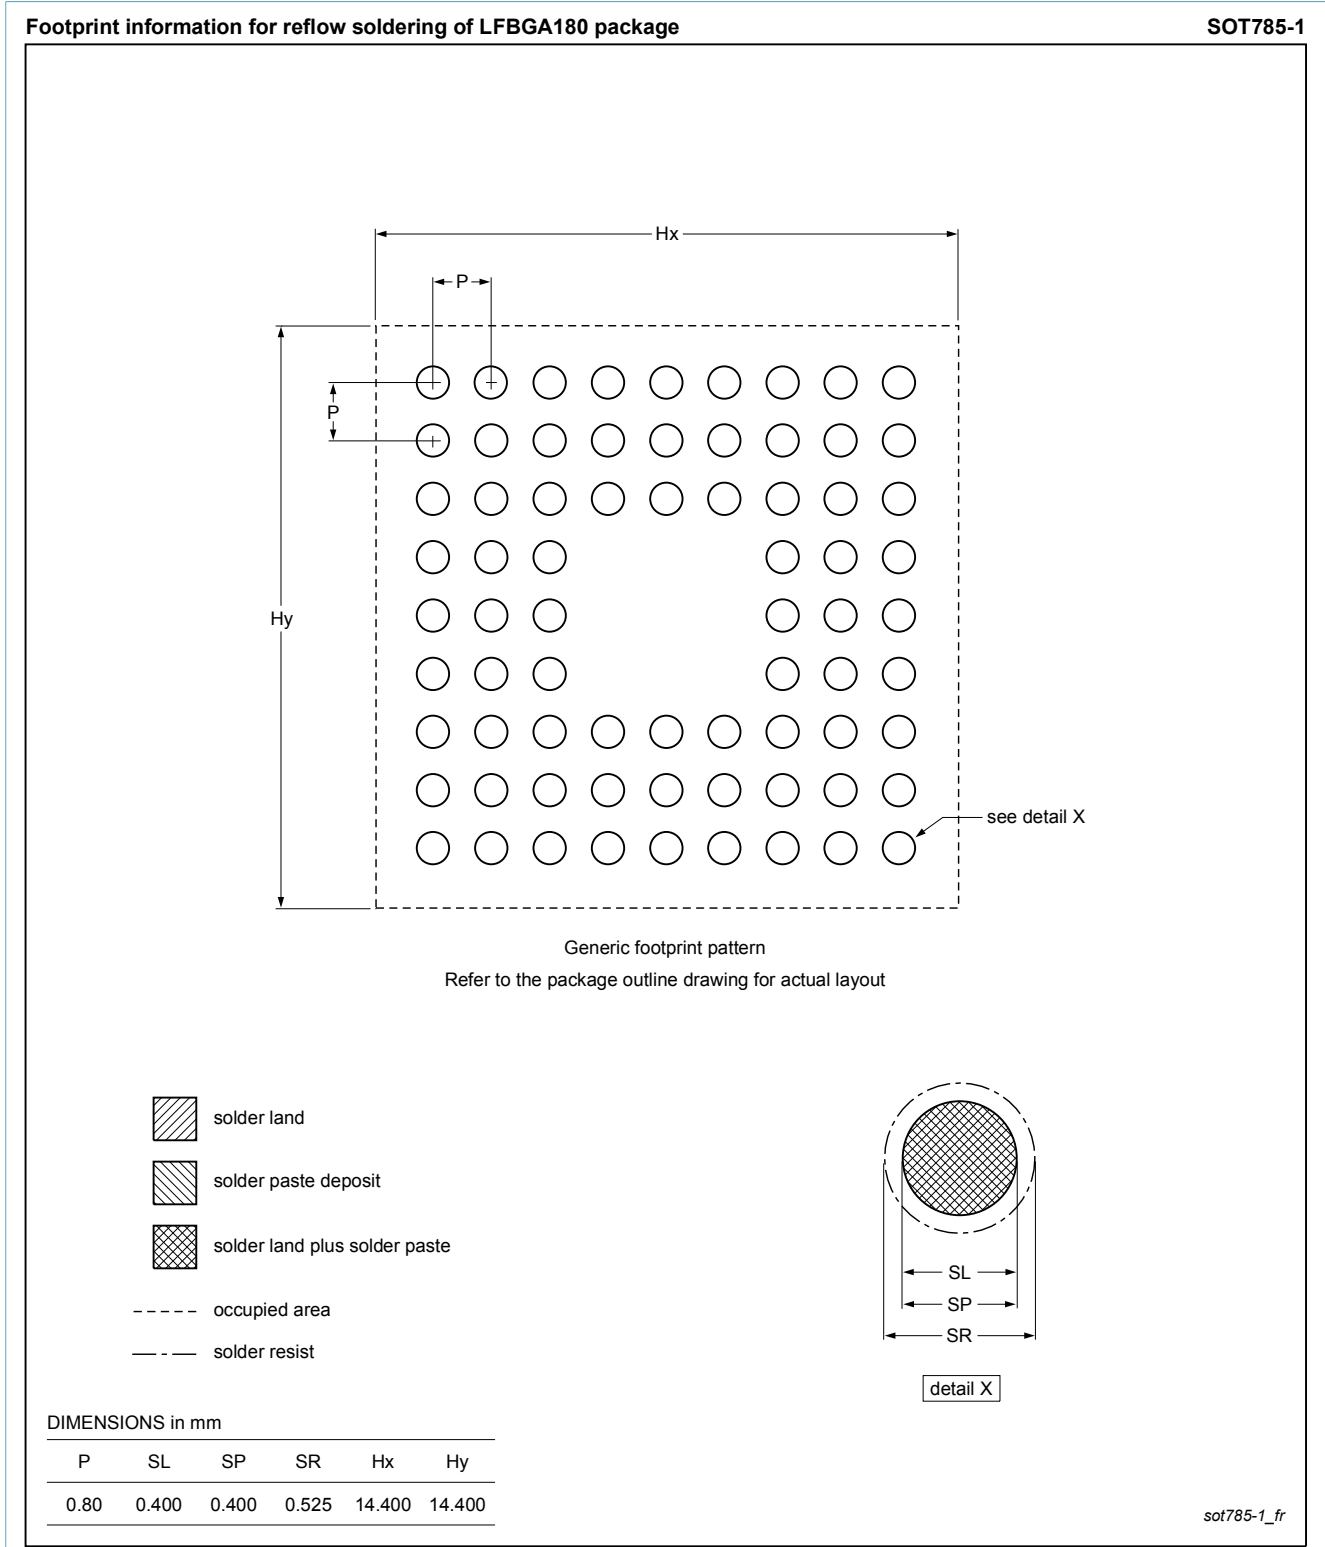 Footprint information for reflow soldering of LFBGA180 package SOT785-1
Hx
P
P
Hy
see detail X
Generic footprint pattern
Refer to the package outline drawing for actual layout
solder land
solder paste deposit
solder land plus solder paste
occupied area
solder resist
SL
SP
SR
detail X
DIMENSIONS in mm
P SL SP SR Hx Hy
0.80 0.400 0.400 0.525 14.400 14.400
sot785-1_fr